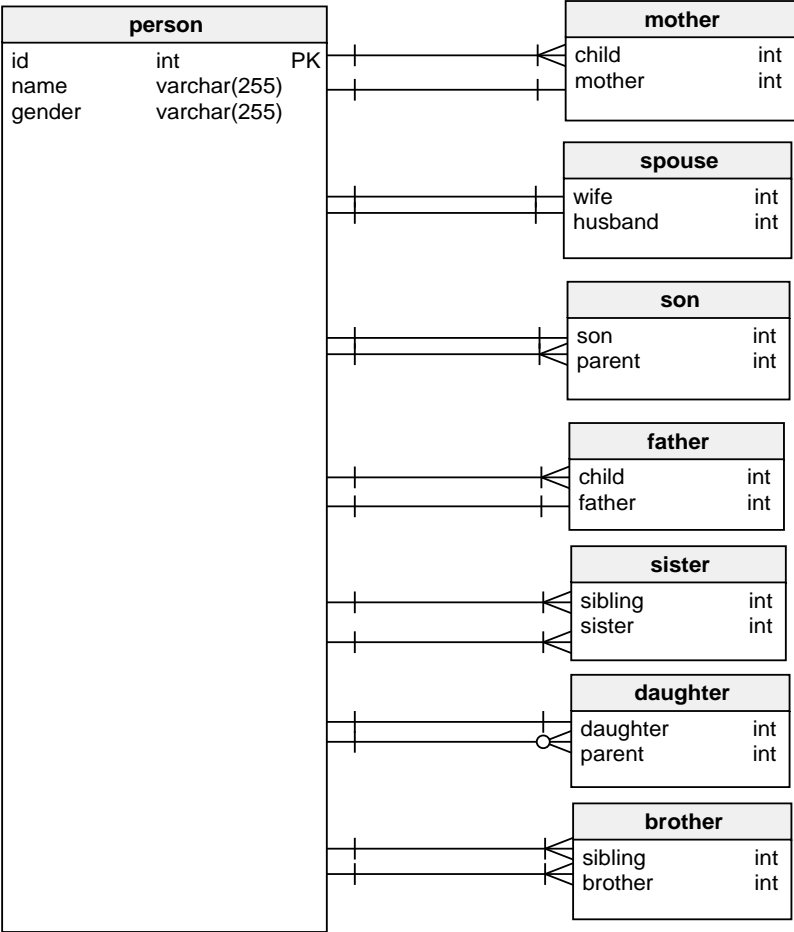 person
id int PK
name varchar(255)
gender varchar(255)
mother
child int
mother int
spouse
wife int
husband int
son
son int
parent int
father
child int
father int
sister
sibling int
sister int
daughter
daughter int
parent int
brother
sibling int
brother int